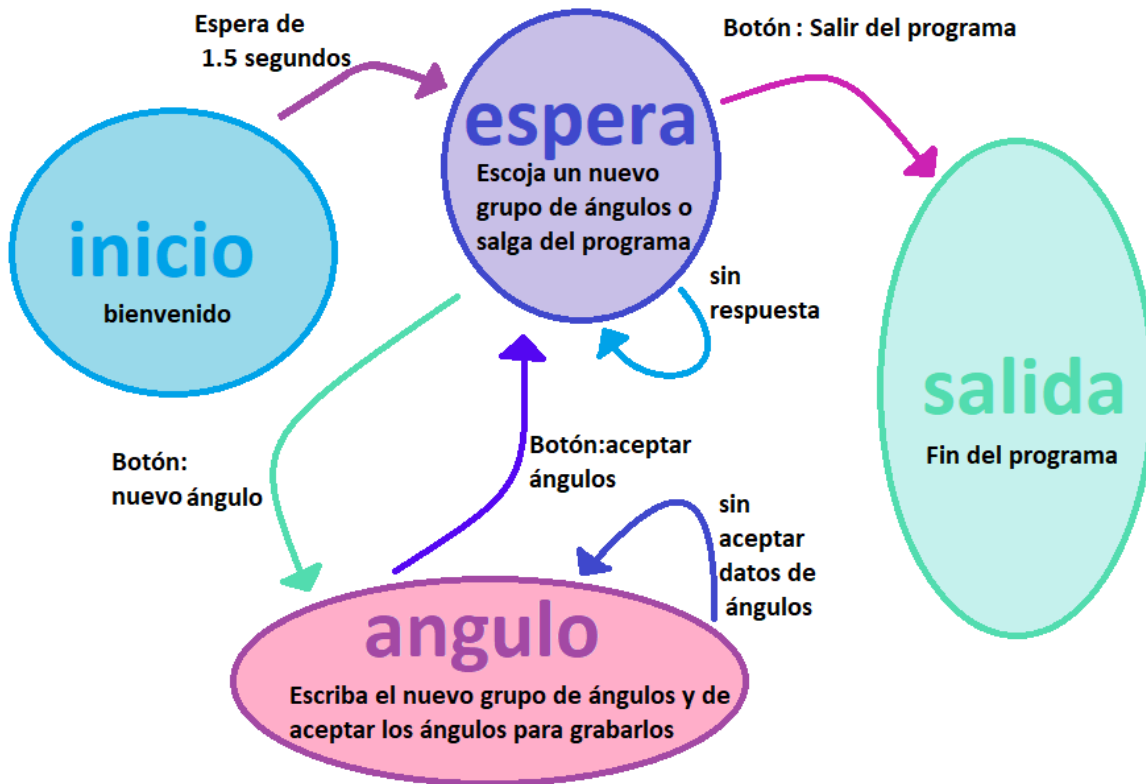 Espera de
1.5 segundos
Botón : Salir del programa
espera
Escoja un nuevo
grupo de ángulos o
salga del programa
inicio
bienvenido
sin
respuesta
salida
Fin del programa
Botón:
nuevo ángulo
Botón:aceptar
ángulos
sin
aceptar
datos de
ángulos
angulo
Escriba el nuevo grupo de ángulos y de
aceptar los ángulos para grabarlos